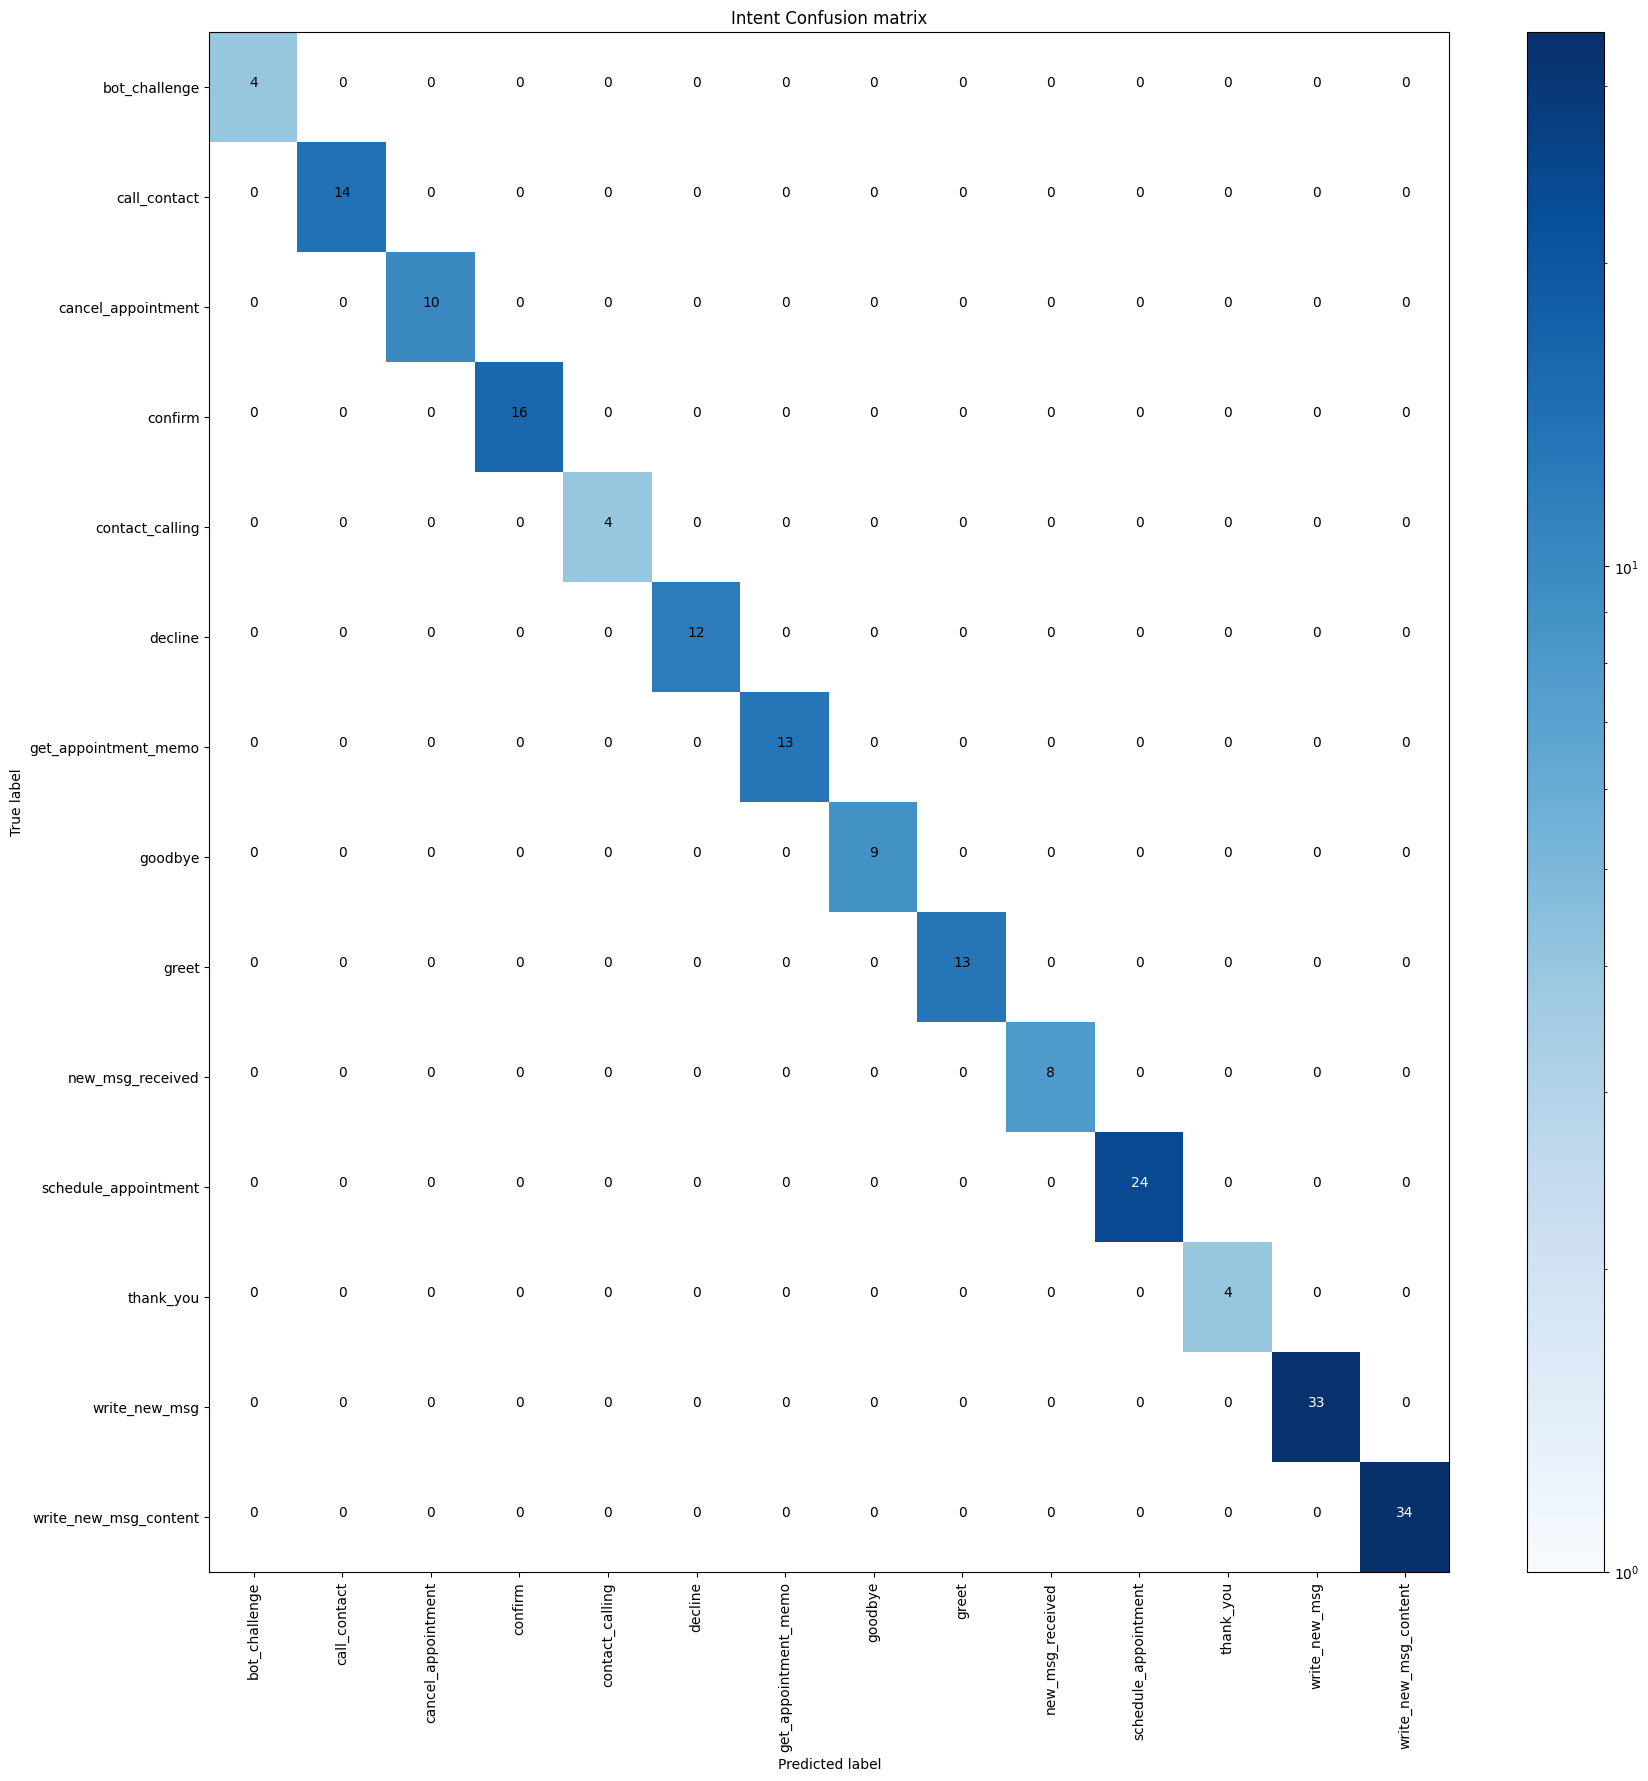 Intent Confusion matrix
bot_challenge 4 0 0 0 0 0 0 0 0 0 0 0 0 0
call_contact 0 14 0 0 0 0 0 0 0 0 0 0 0 0
cancel_appointment 0 0 10 0 0 0 0 0 0 0 0 0 0 0
confirm 0 0 0 16 0 0 0 0 0 0 0 0 0 0
contact_calling 0 0 0 0 4 0 0 0 0 0 0 0 0 0
10¹
decline 0 0 0 0 0 12 0 0 0 0 0 0 0 0
get_appointment_memo 0 0 0 0 0 0 13 0 0 0 0 0 0 0
True label
goodbye 0 0 0 0 0 0 0 9 0 0 0 0 0 0
greet 0 0 0 0 0 0 0 0 13 0 0 0 0 0
new_msg_received 0 0 0 0 0 0 0 0 0 8 0 0 0 0
schedule_appointment 0 0 0 0 0 0 0 0 0 0 24 0 0 0
thank_you 0 0 0 0 0 0 0 0 0 0 0 4 0 0
write_new_msg 0 0 0 0 0 0 0 0 0 0 0 0 33 0
write_new_msg_content 0 0 0 0 0 0 0 0 0 0 0 0 0 34
10⁰
bot_challenge
call_contact
cancel_appointment
confirm
contact_calling
decline
get_appointment_memo
goodbye
greet
new_msg_received
schedule_appointment
thank_you
write_new_msg
write_new_msg_content
Predicted label